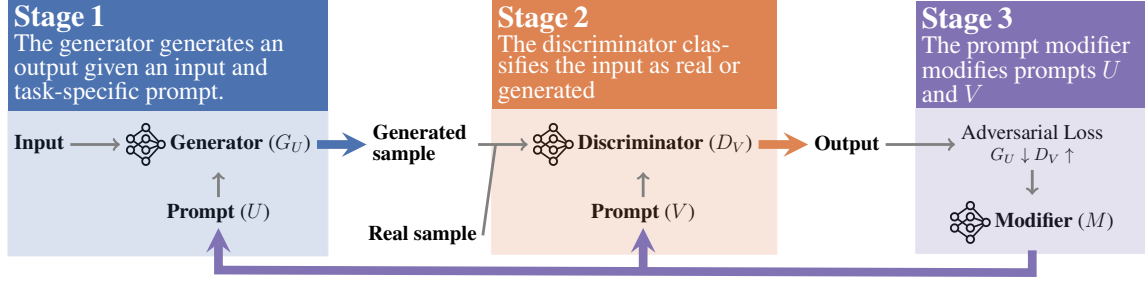 Stage 1
The generator generates an
output given an input and
task-specific prompt.
Input
Generator (G_U)
Prompt (U)
Generated
sample
Real sample
Stage 2
The discriminator clas-
sifies the input as real or
generated
Discriminator (D_V)
Prompt (V)
Output
Stage 3
The prompt modifier
modifies prompts U
and V
Adversarial Loss
G_U ↓ D_V ↑
Modifier (M)